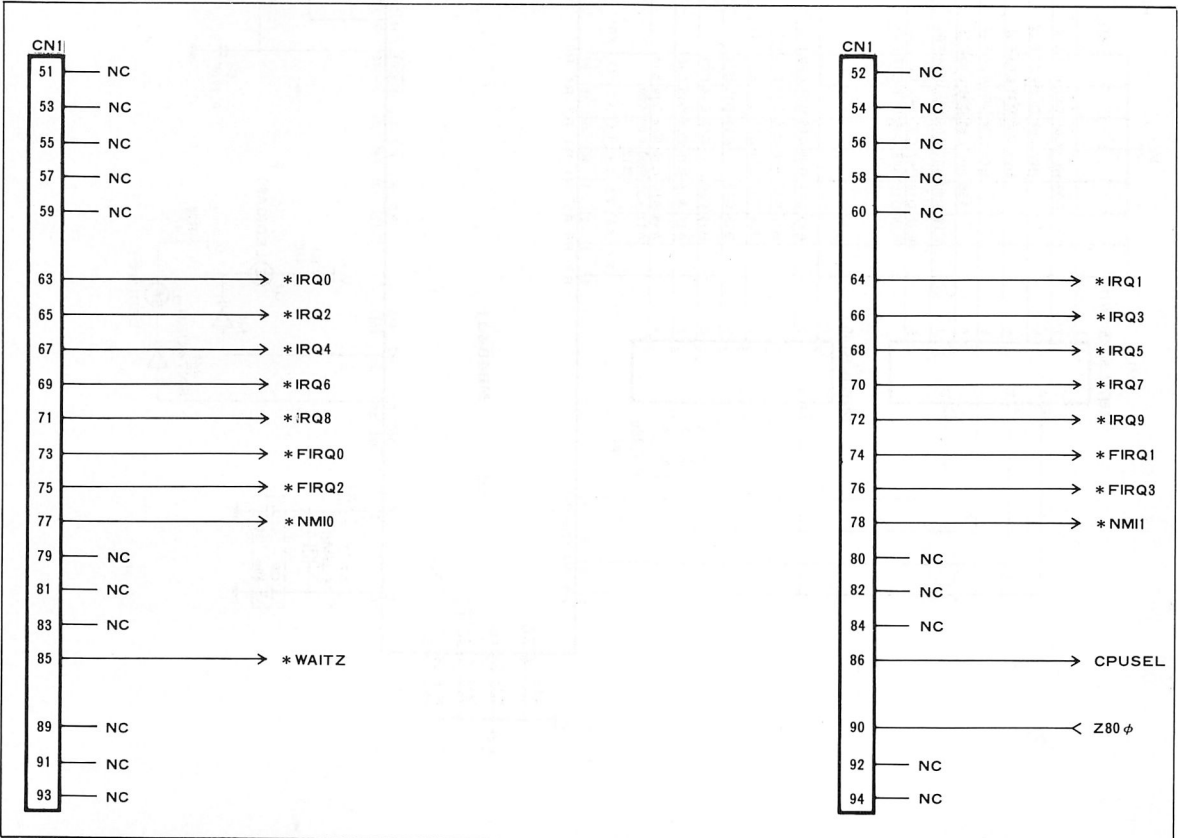 CN1
51 NC
53 NC
55 NC
57 NC
59 NC
63 *IRQ0
65 *IRQ2
67 *IRQ4
69 *IRQ6
71 *IRQ8
73 *FIRQ0
75 *FIRQ2
77 *NMI0
79 NC
81 NC
83 NC
85 *WAITZ
89 NC
91 NC
93 NC
CN1
52 NC
54 NC
56 NC
58 NC
60 NC
64 *IRQ1
66 *IRQ3
68 *IRQ5
70 *IRQ7
72 *IRQ9
74 *FIRQ1
76 *FIRQ3
78 *NMI1
80 NC
82 NC
84 NC
86 CPUSEL
90 Z80φ
92 NC
94 NC